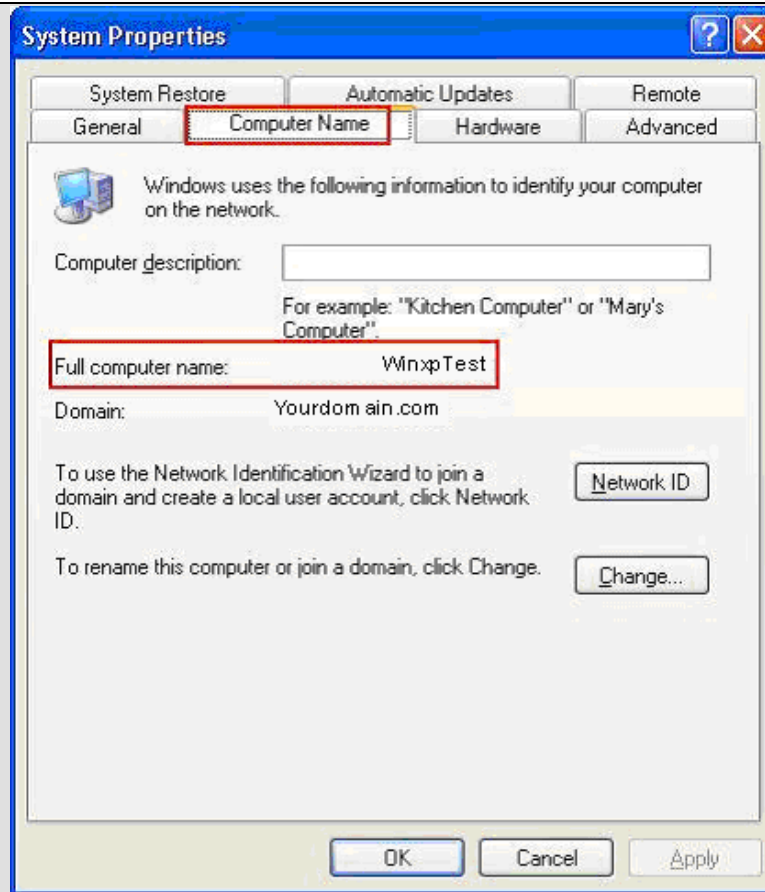 System Properties
System Restore Automatic Updates Remote
General Computer Name Hardware Advanced
Windows uses the following information to identify your computer
on the network.
Computer description:
For example: "Kitchen Computer" or "Mary's
Computer".
Full computer name: WinxpTest
Domain: Yourdom ain.com
To use the Network Identification Wizard to join a
domain and create a local user account, click Network
ID.
Network ID
To rename this computer or join a domain, click Change.
Change...
OK Cancel Apply